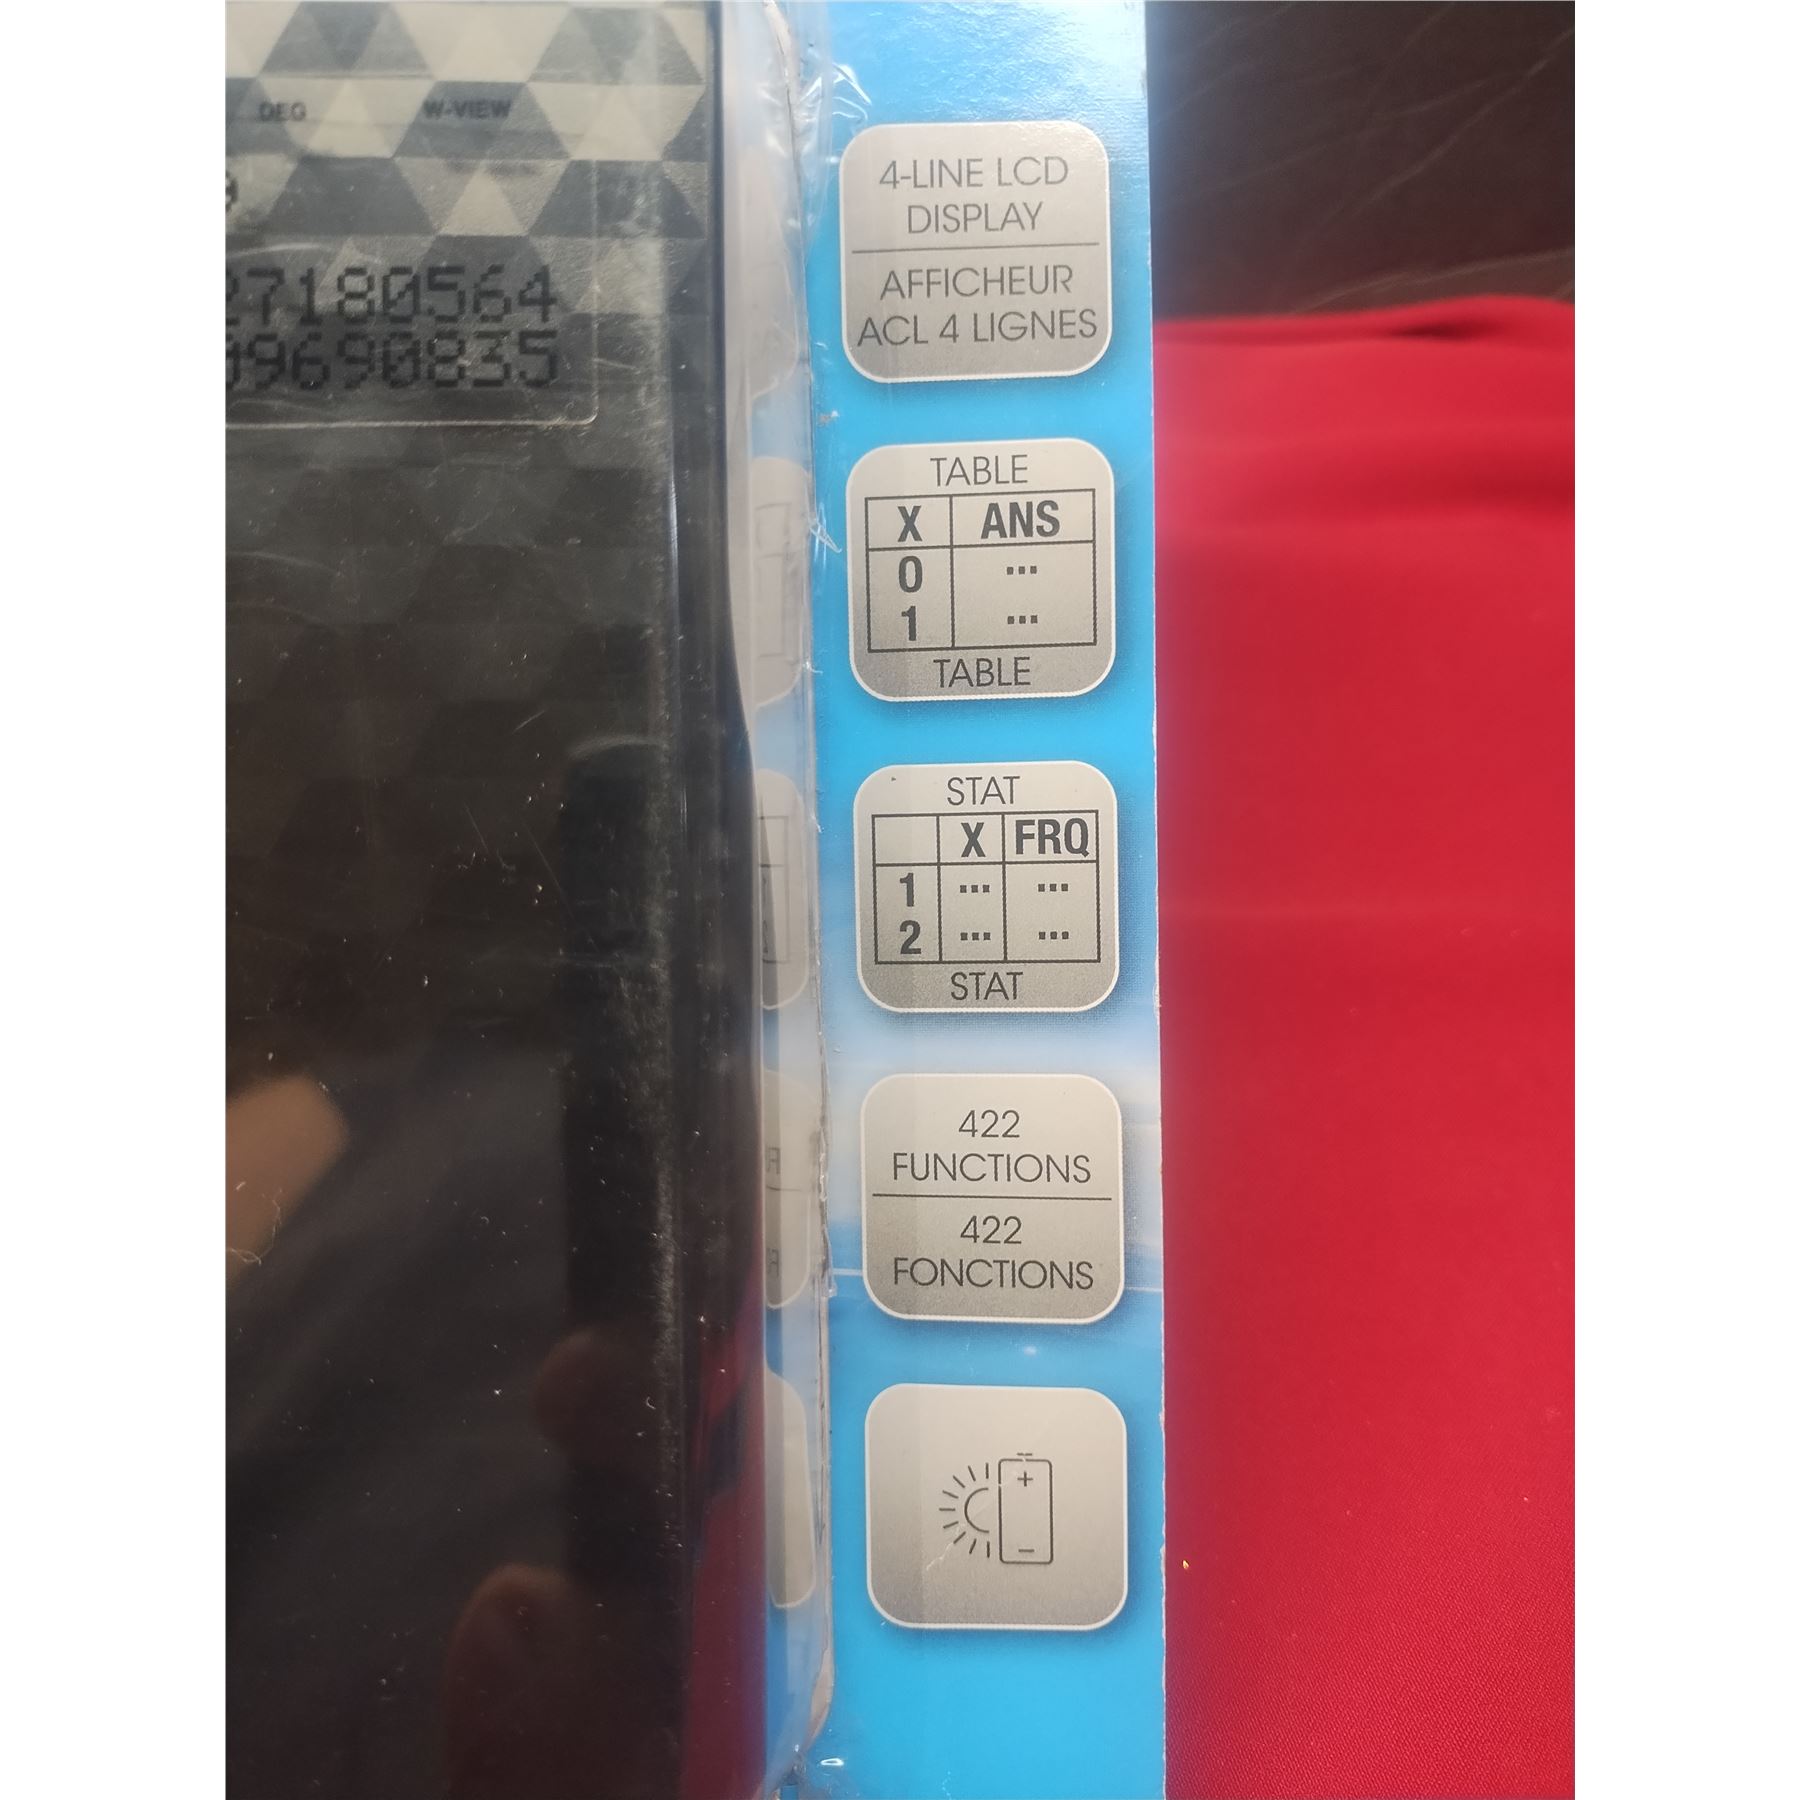 DEG W-VIEW
9
27180564
09690835
4-LINE LCD
DISPLAY
AFFICHEUR
ACL 4 LIGNES
TABLE
X ANS
0 ...
1 ...
TABLE
STAT
X FRQ
1 ... ...
2 ... ...
STAT
422
FUNCTIONS
422
FONCTIONS
+
-